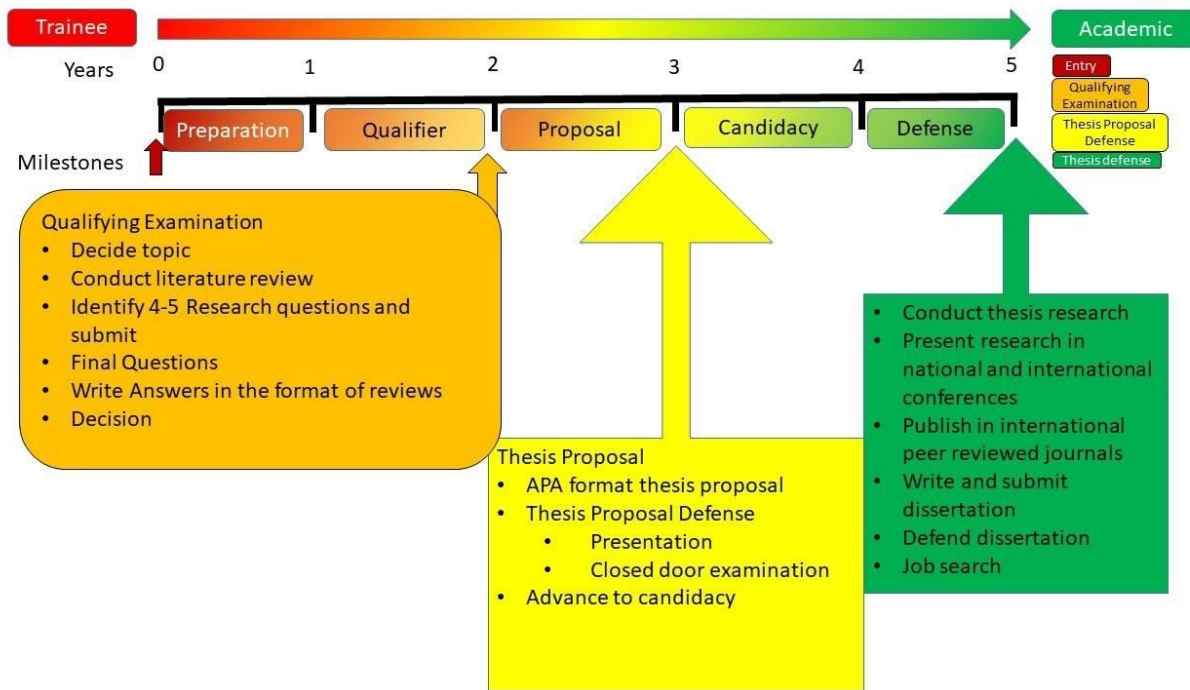 Trainee
Academic
Years
0
1
2
3
4
5
Entry
Qualifying
Examination
Thesis Proposal
Defense
Thesis defense
Preparation
Qualifier
Proposal
Candidacy
Defense
Milestones
Qualifying Examination
• Decide topic
• Conduct literature review
• Identify 4-5 Research questions and
submit
• Final Questions
• Write Answers in the format of reviews
• Decision
Thesis Proposal
• APA format thesis proposal
• Thesis Proposal Defense
• Presentation
• Closed door examination
• Advance to candidacy
• Conduct thesis research
• Present research in
national and international
conferences
• Publish in international
peer reviewed journals
• Write and submit
dissertation
• Defend dissertation
• Job search